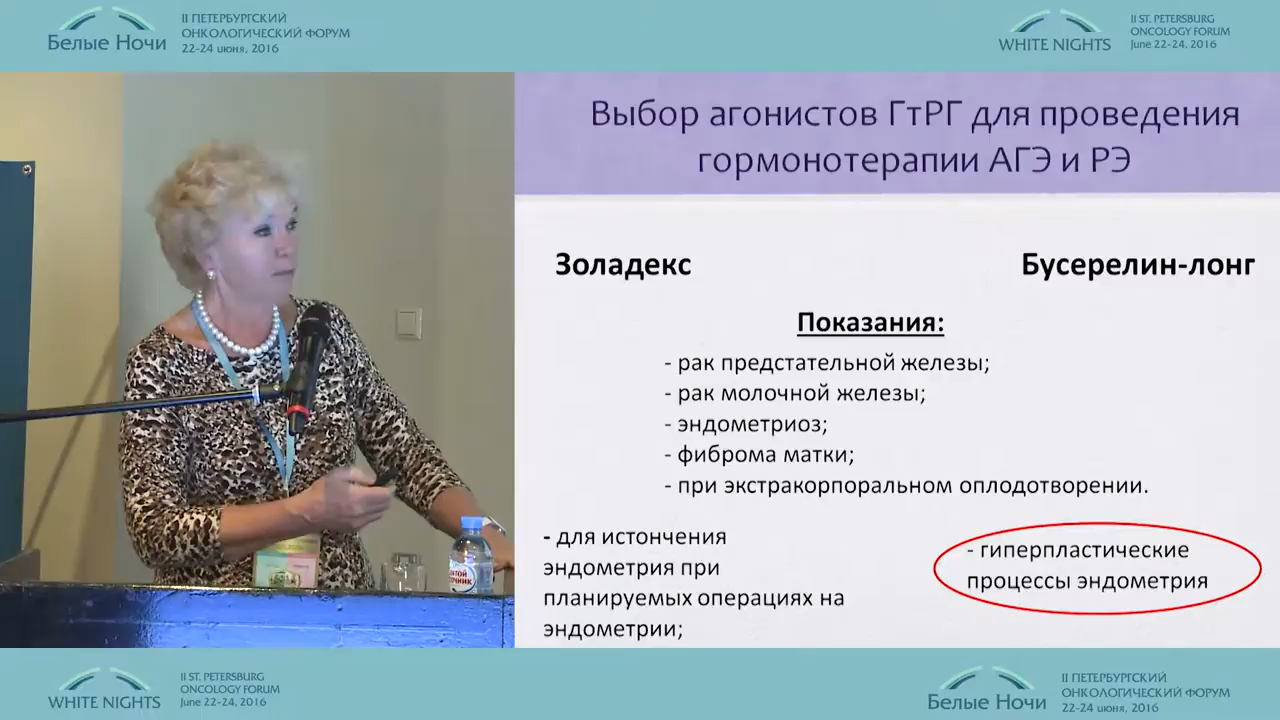 Белые Ночи
II ПЕТЕРБУРГСКИЙ
ОНКОЛОГИЧЕСКИЙ ФОРУМ
22-24 июня, 2016
WHITE NIGHTS
II ST. PETERSBURG
ONCOLOGY FORUM
June 22-24, 2016
Выбор агонистов ГтРГ для проведения
гормонотерапии АГЭ и РЭ
Золадекс
Бусерелин-лонг
Показания:
- рак предстательной железы;
- рак молочной железы;
- эндометриоз;
- фиброма матки;
- при экстракорпоральном оплодотворении.
- для истончения
эндометрия при
планируемых операциях на
эндометрии;
- гиперпластические
процессы эндометрия
WHITE NIGHTS
II ST. PETERSBURG
ONCOLOGY FORUM
June 22-24, 2016
Белые Ночи
II ПЕТЕРБУРГСКИЙ
ОНКОЛОГИЧЕСКИЙ ФОРУМ
22-24 июня, 2016